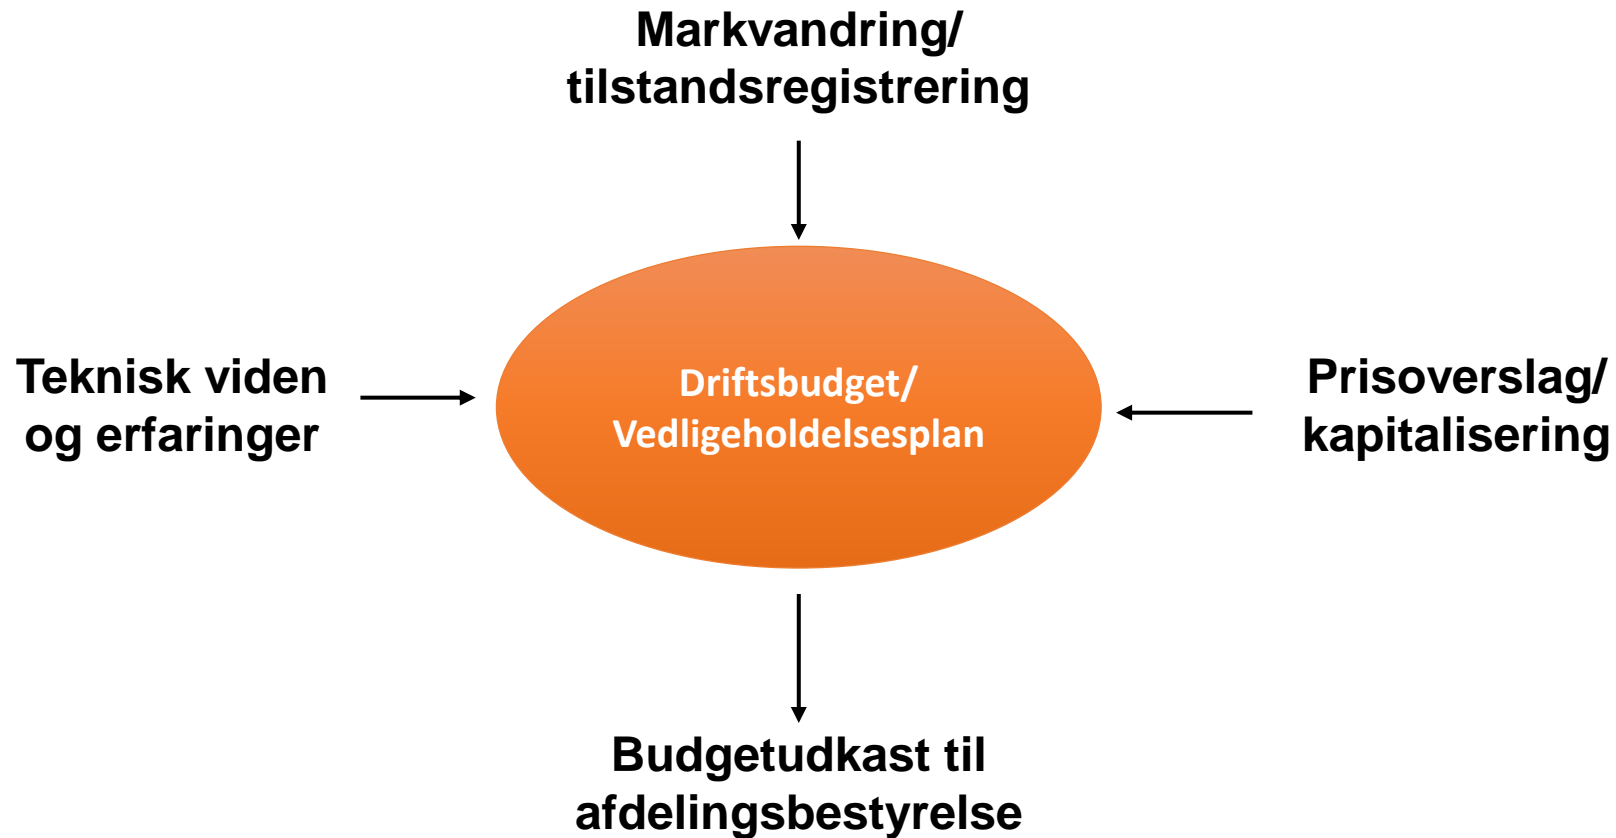 Markvandring/
tilstandsregistrering
Teknisk viden
og erfaringer
Driftsbudget/
Vedligeholdelsesplan
Prisoverslag/
kapitalisering
Budgetudkast til
afdelingsbestyrelse